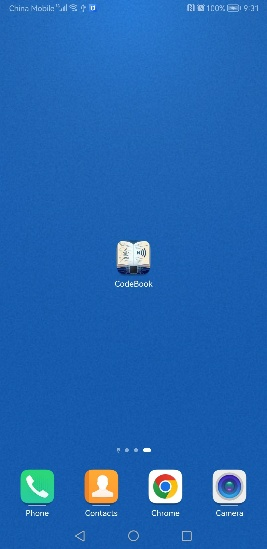 China Mobile 100% 9:31
CodeBook
Phone Contacts Chrome Camera